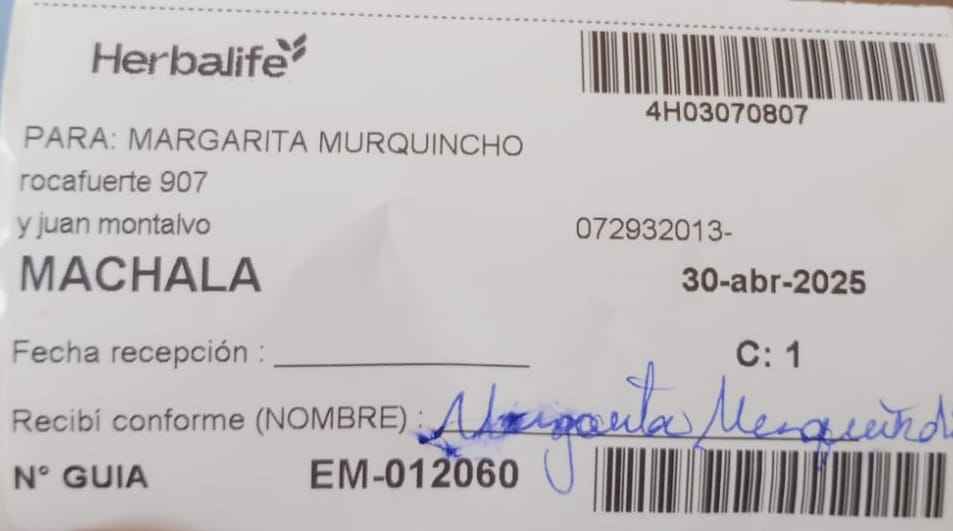 Herbalife
4H03070807
PARA: MARGARITA MURQUINCHO
rocafuerte 907
y juan montalvo
072932013-
MACHALA
30-abr-2025
Fecha recepción :
C: 1
Recibí conforme (NOMBRE) : Margarita
N° GUIA EM-012060